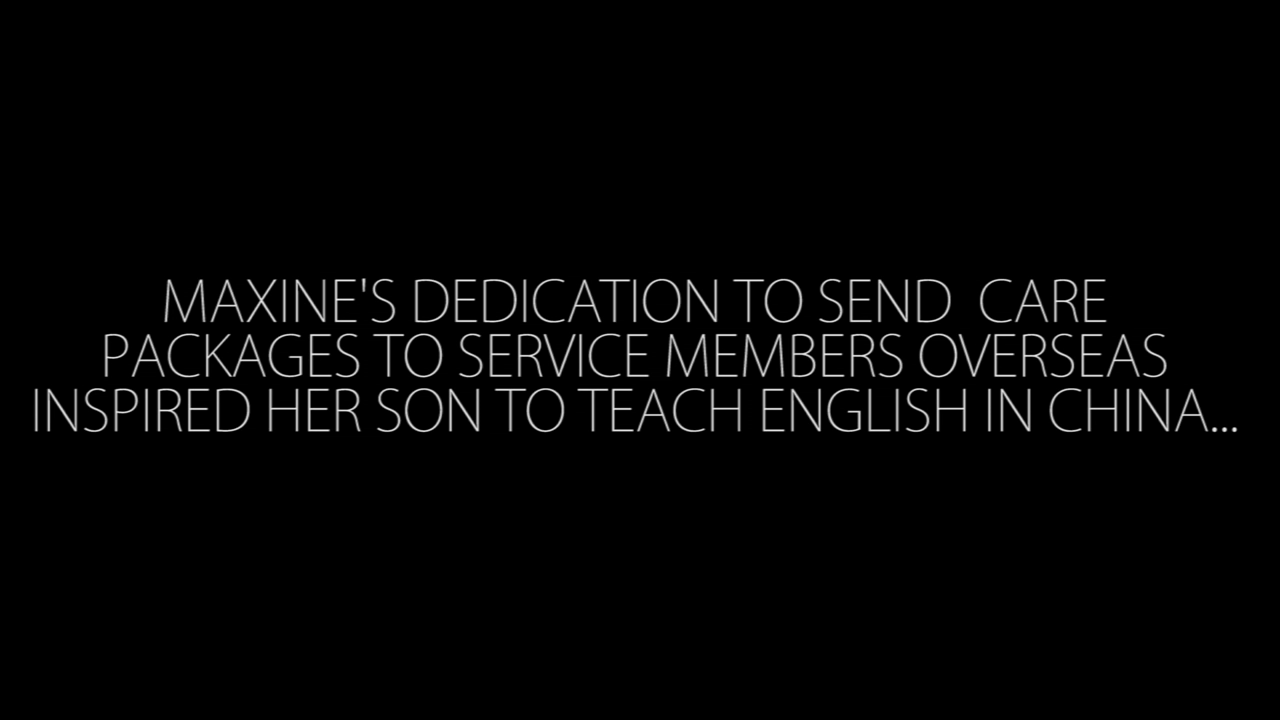 MAXINE'S DEDICATION TO SEND  CARE
PACKAGES TO SERVICE MEMBERS OVERSEAS
INSPIRED HER SON TO TEACH ENGLISH IN CHINA...